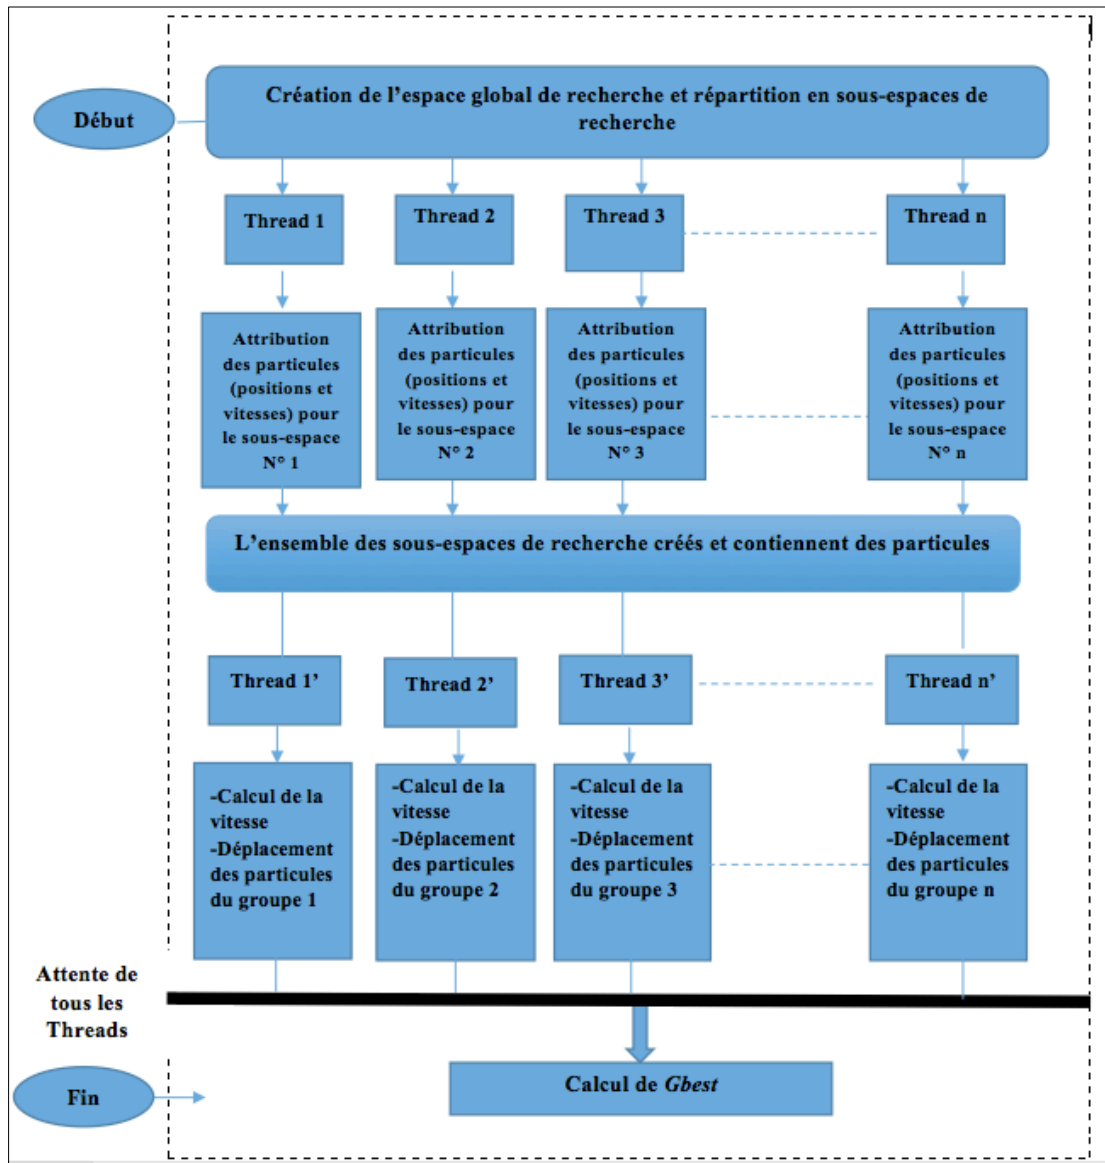 Création de l'espace global de recherche et répartition en sous-espaces de
recherche
Début
Thread 1
Thread 2
Thread 3
Thread n
Attribution
des particules
(positions et
vitesses) pour
le sous-espace
N° 1
Attribution
des particules
(positions et
vitesses) pour
le sous-espace
N° 2
Attribution
des particules
(positions et
vitesses) pour
le sous-espace
N° 3
Attribution
des particules
(positions et
vitesses) pour
le sous-espace
N° n
L'ensemble des sous-espaces de recherche créés et contiennent des particules
Thread 1'
Thread 2'
Thread 3'
Thread n'
-Calcul de la
vitesse
-Déplacement
des particules
du groupe 1
-Calcul de la
vitesse
-Déplacement
des particules
du groupe 2
-Calcul de la
vitesse
-Déplacement
des particules
du groupe 3
-Calcul de la
vitesse
-Déplacement
des particules
du groupe n
Attente de
tous les
Threads
Calcul de Gbest
Fin